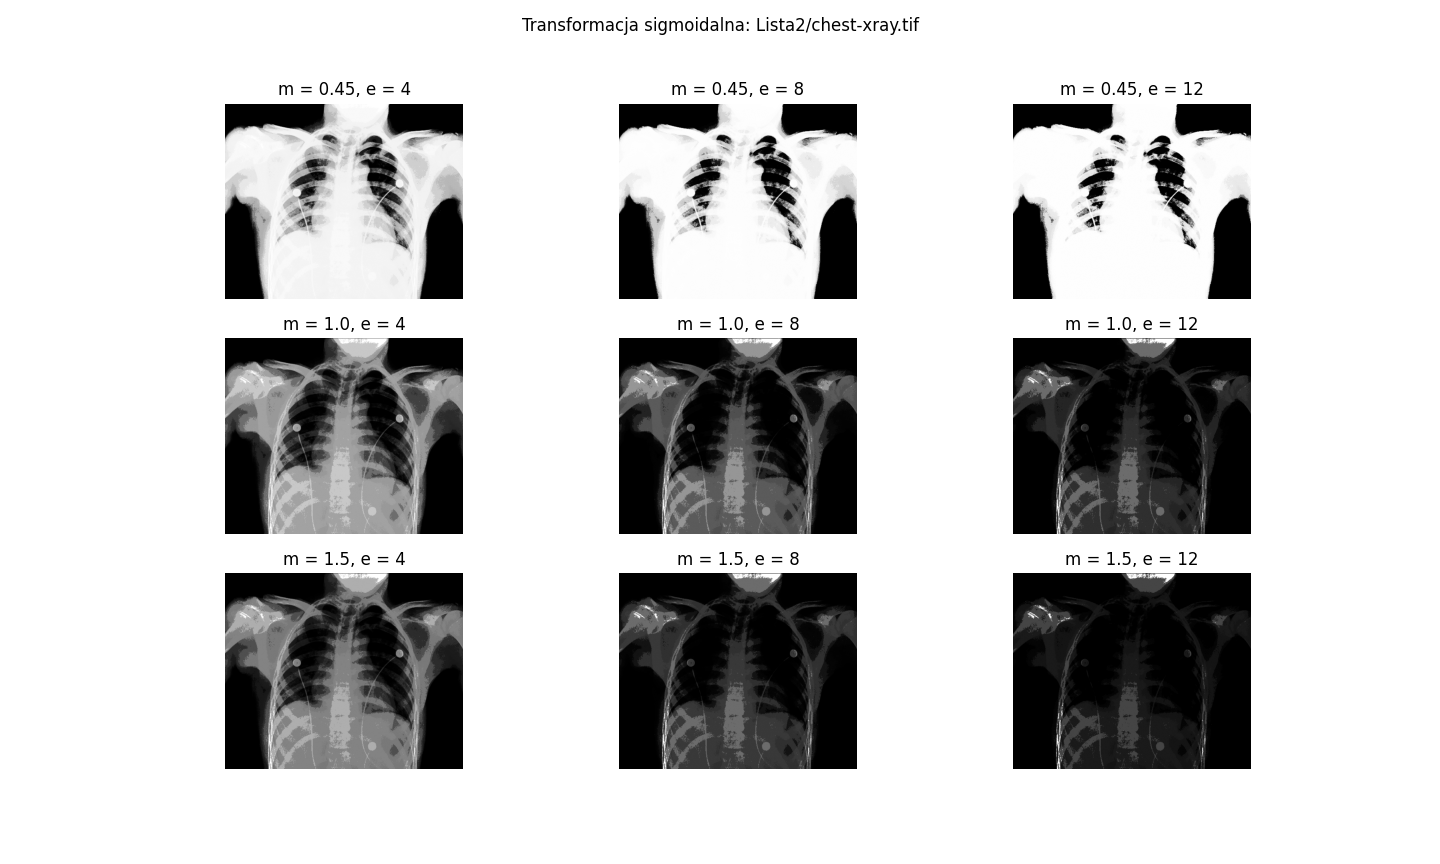 Transformacja sigmoidalna: Lista2/chest-xray.tif
m = 0.45, e = 4
m = 0.45, e = 8
m = 0.45, e = 12
m = 1.0, e = 4
m = 1.0, e = 8
m = 1.0, e = 12
m = 1.5, e = 4
m = 1.5, e = 8
m = 1.5, e = 12